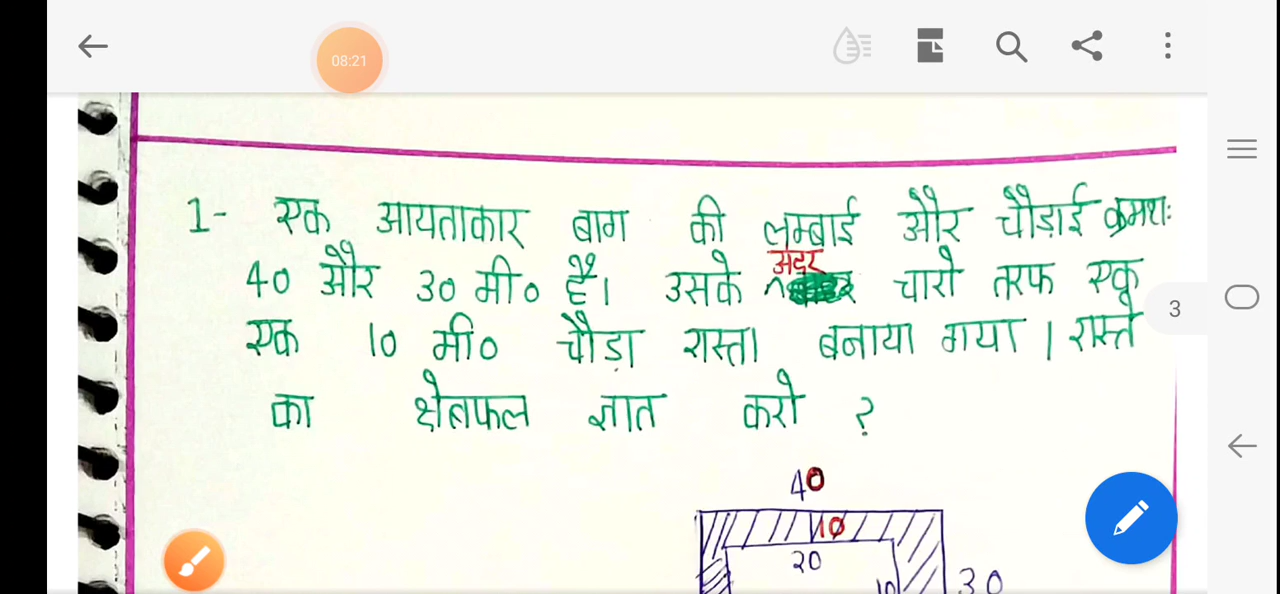 08:21
1- एक आयताकार बाग की लम्बाई और चौड़ाई क्रमशः
40 और 30 मी० है। उसके अंदर चारो तरफ एक
3
एक 10 मी० चौड़ा रास्ता बनाया गया । रास्ते
का क्षेत्रफल ज्ञात करो ?
40
10
20
10
30